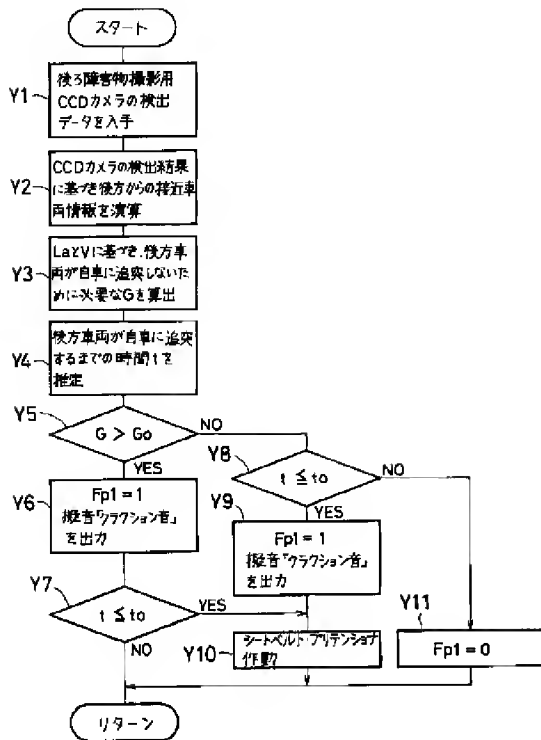 スタート
Y1
後ろ障害物撮影用
CCDカメラの検出
データを入手
Y2
CCDカメラの検出結果
に基づき後方からの接近車
両情報を演算
Y3
LaとVに基づき、後方車
両が自車に追突しないた
めに必要なGを算出
Y4
後方車両が自車に追突
するまでの時間tを
推定
Y5
G > Go
NO
YES
Y8
t ≦ to
NO
YES
Y6
Fp1 = 1
擬音「クラクション音」
を出力
Y9
Fp1 = 1
擬音「クラクション音」
を出力
Y7
t ≦ to
YES
NO
Y10
シートベルト・プリテンショナ
作動
Y11
Fp1 = 0
リターン